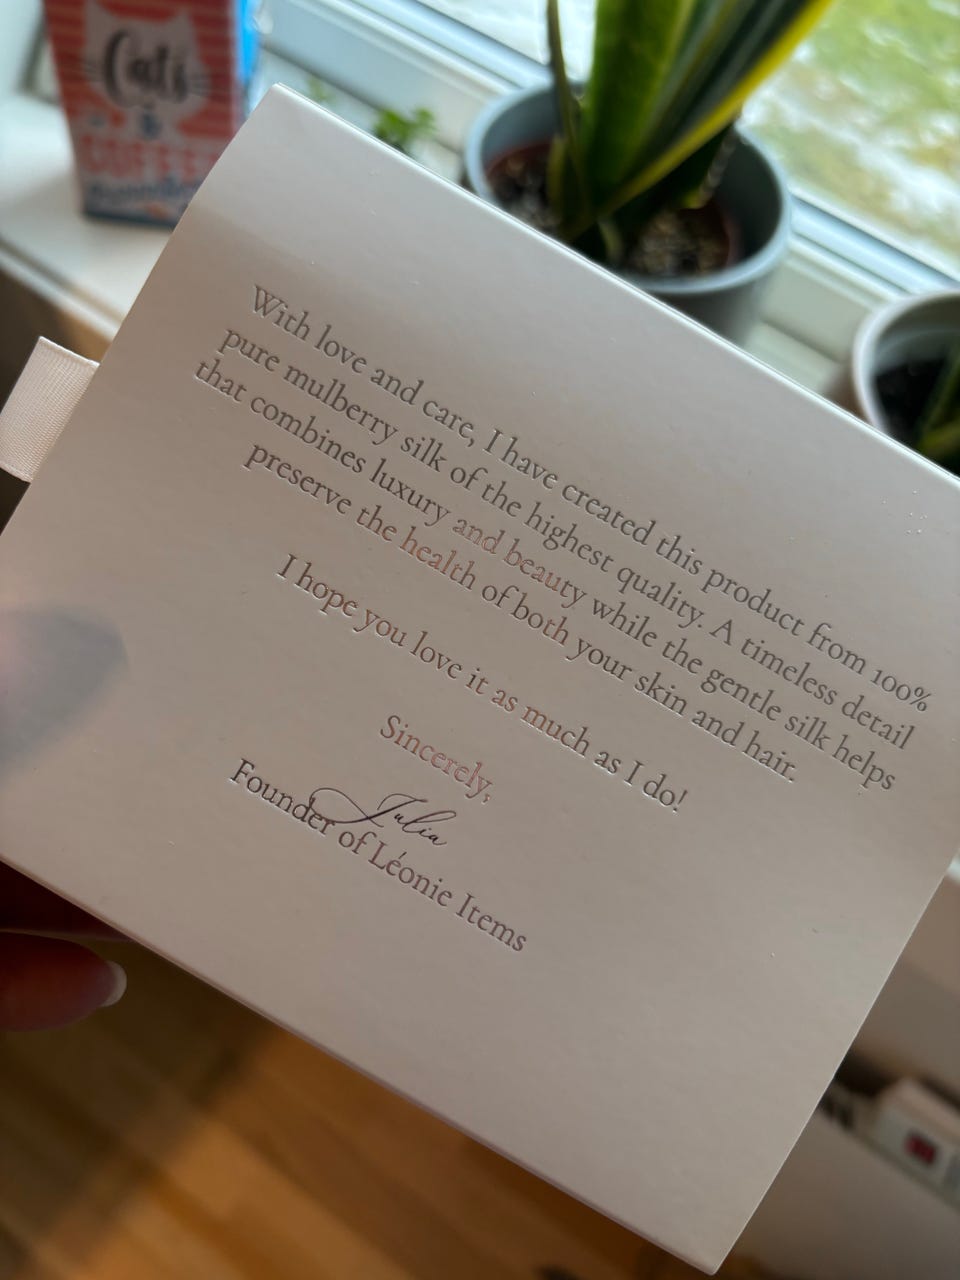 Cats
&
COFFEE
With love and care, I have created this product from 100%
pure mulberry silk of the highest quality. A timeless detail
that combines luxury and beauty while the gentle silk helps
preserve the health of both your skin and hair.
I hope you love it as much as I do!
Sincerely,
Julia
Founder of Léonie Items